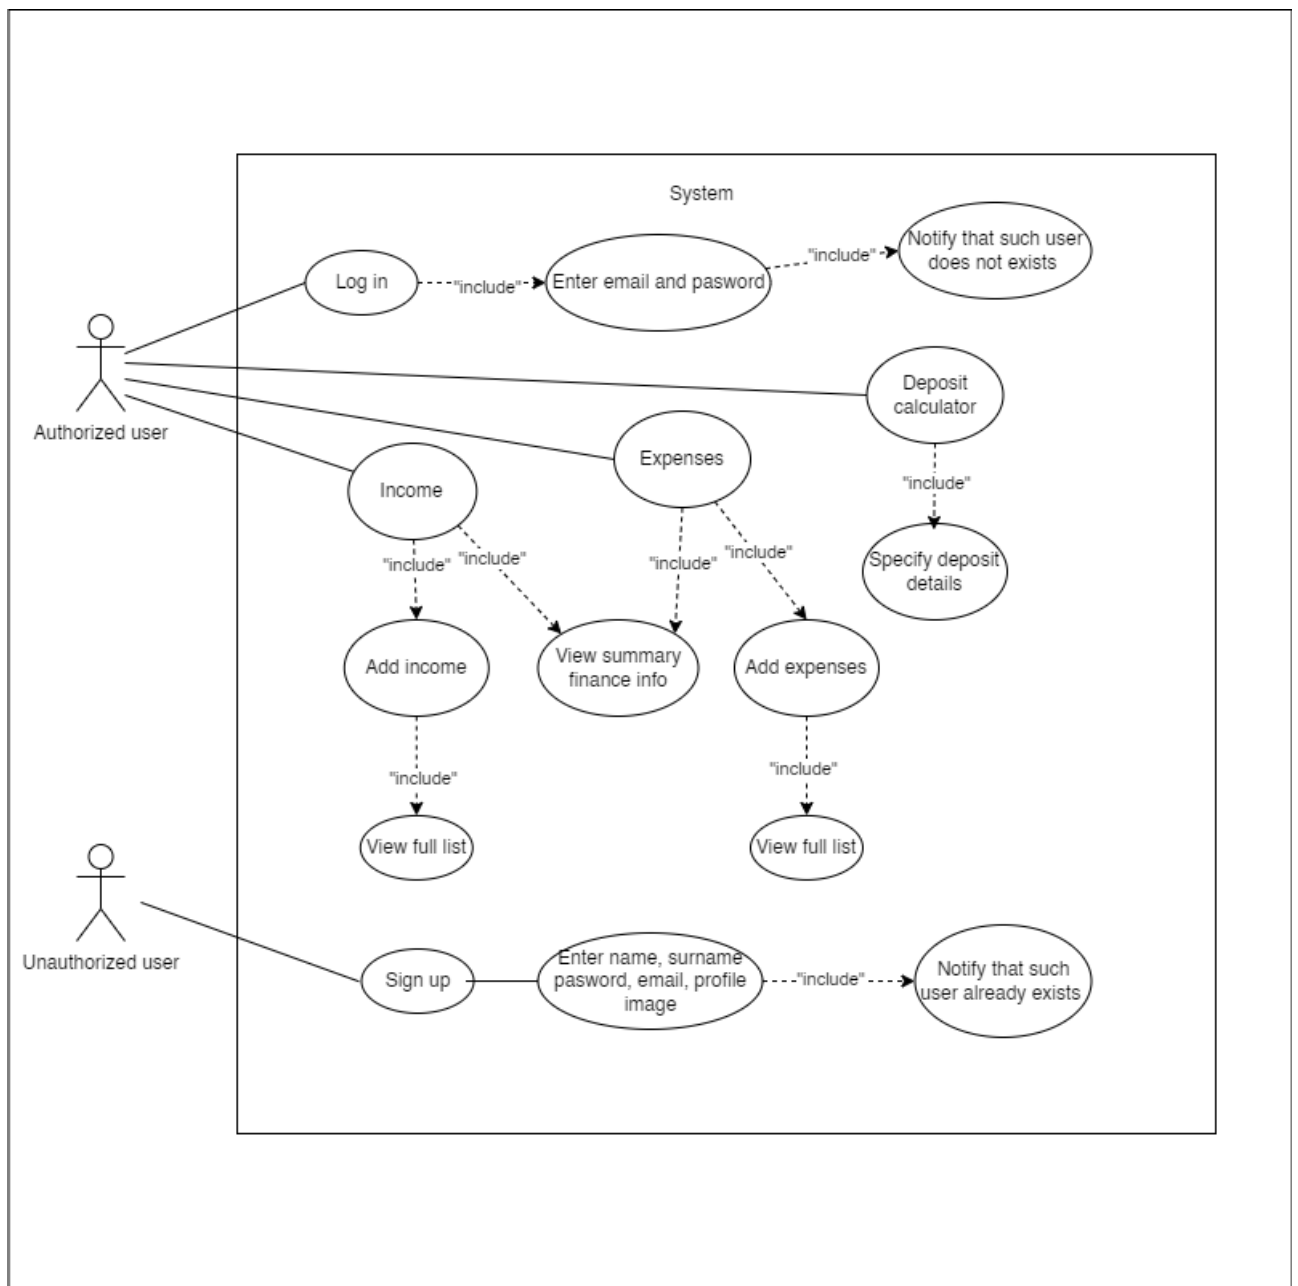 System
Log in
"include"
Enter email and pasword
"include"
Notify that such user
does not exists
Authorized user
Deposit
calculator
Expenses
Income
"include"
"include"
"include"
"include"
"include"
Specify deposit
details
Add income
View summary
finance info
Add expenses
"include"
"include"
View full list
View full list
Unauthorized user
Sign up
Enter name, surname
pasword, email, profile
image
"include"
Notify that such
user already exists